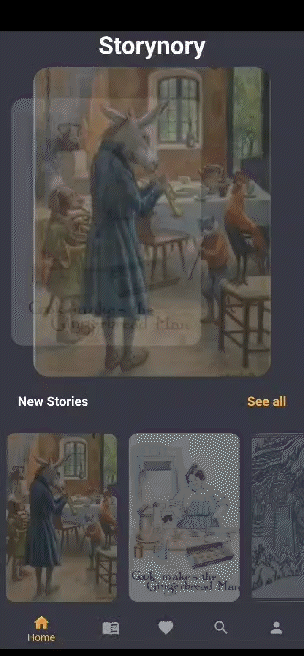 Storynory
Cook makes the
Gingerbread Man
New Stories
See all
Cook makes the
Gingerbread Man
Home